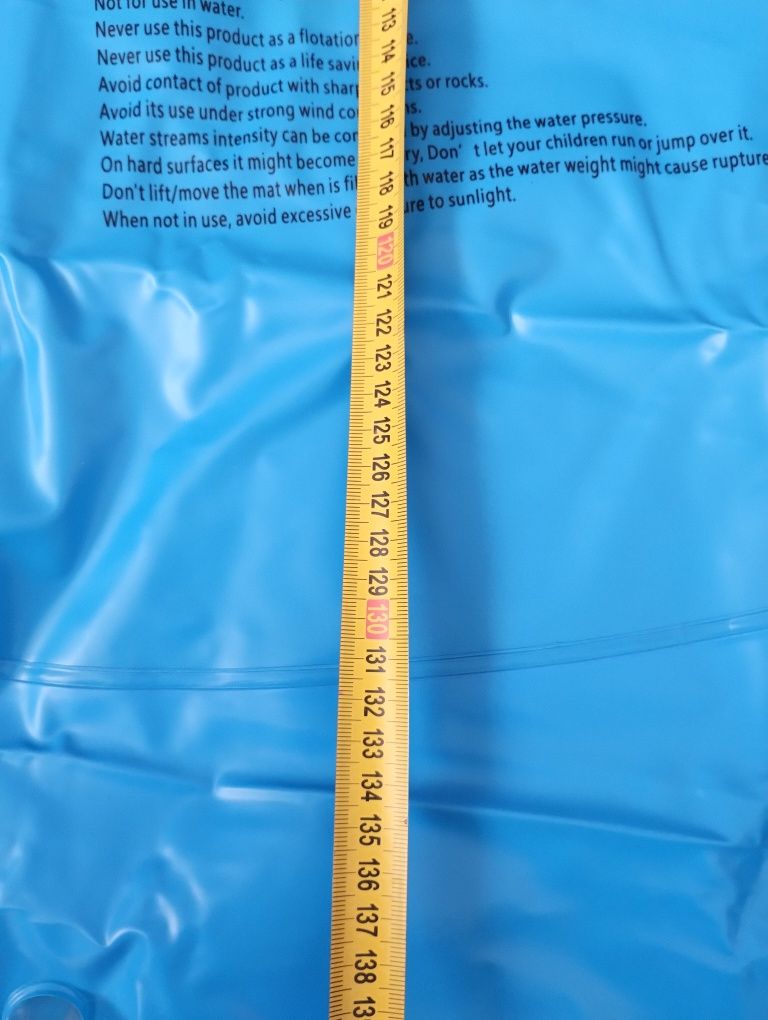 Not for use in water.
Never use this product as a flotation e.
Never use this product as a life savi ice.
Avoid contact of product with shar ts or rocks.
Avoid its use under strong wind co s.
Water streams intensity can be cor by adjusting the water pressure.
On hard surfaces it might become ry, Don't let your children run or jump over it.
Don't lift/move the mat when is fi th water as the water weight might cause rupture
When not in use, avoid excessive ure to sunlight.
113
114
115
116
117
118
119
120
121
122
123
124
125
126
127
128
129
130
131
132
133
134
135
136
137
138